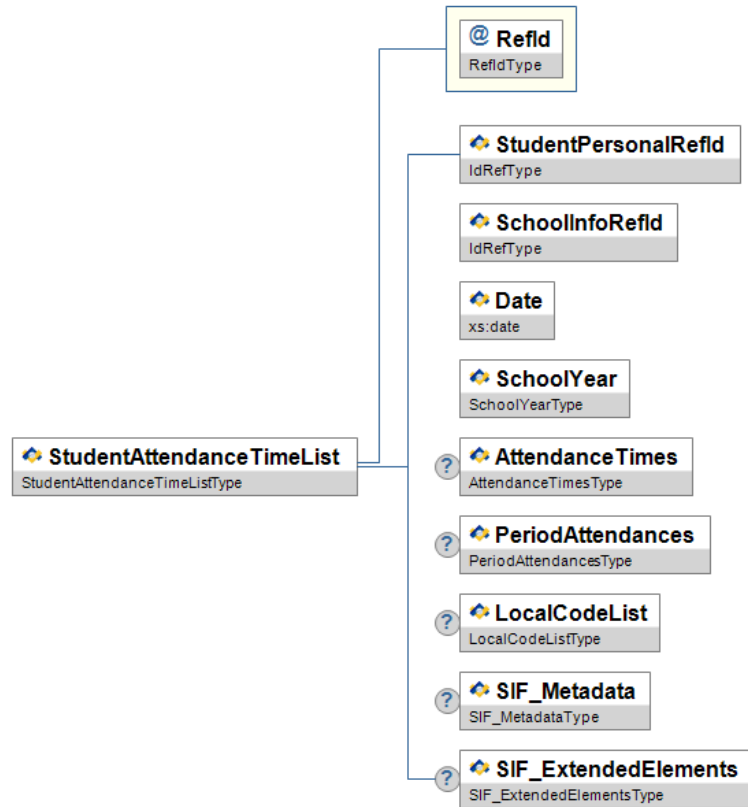 @ RefId
RefIdType
StudentPersonalRefId
IdRefType
SchoolInfoRefId
IdRefType
Date
xs:date
SchoolYear
SchoolYearType
StudentAttendanceTimeList
StudentAttendanceTimeListType
? AttendanceTimes
AttendanceTimesType
? PeriodAttendances
PeriodAttendancesType
? LocalCodeList
LocalCodeListType
? SIF_Metadata
SIF_MetadataType
? SIF_ExtendedElements
SIF_ExtendedElementsType